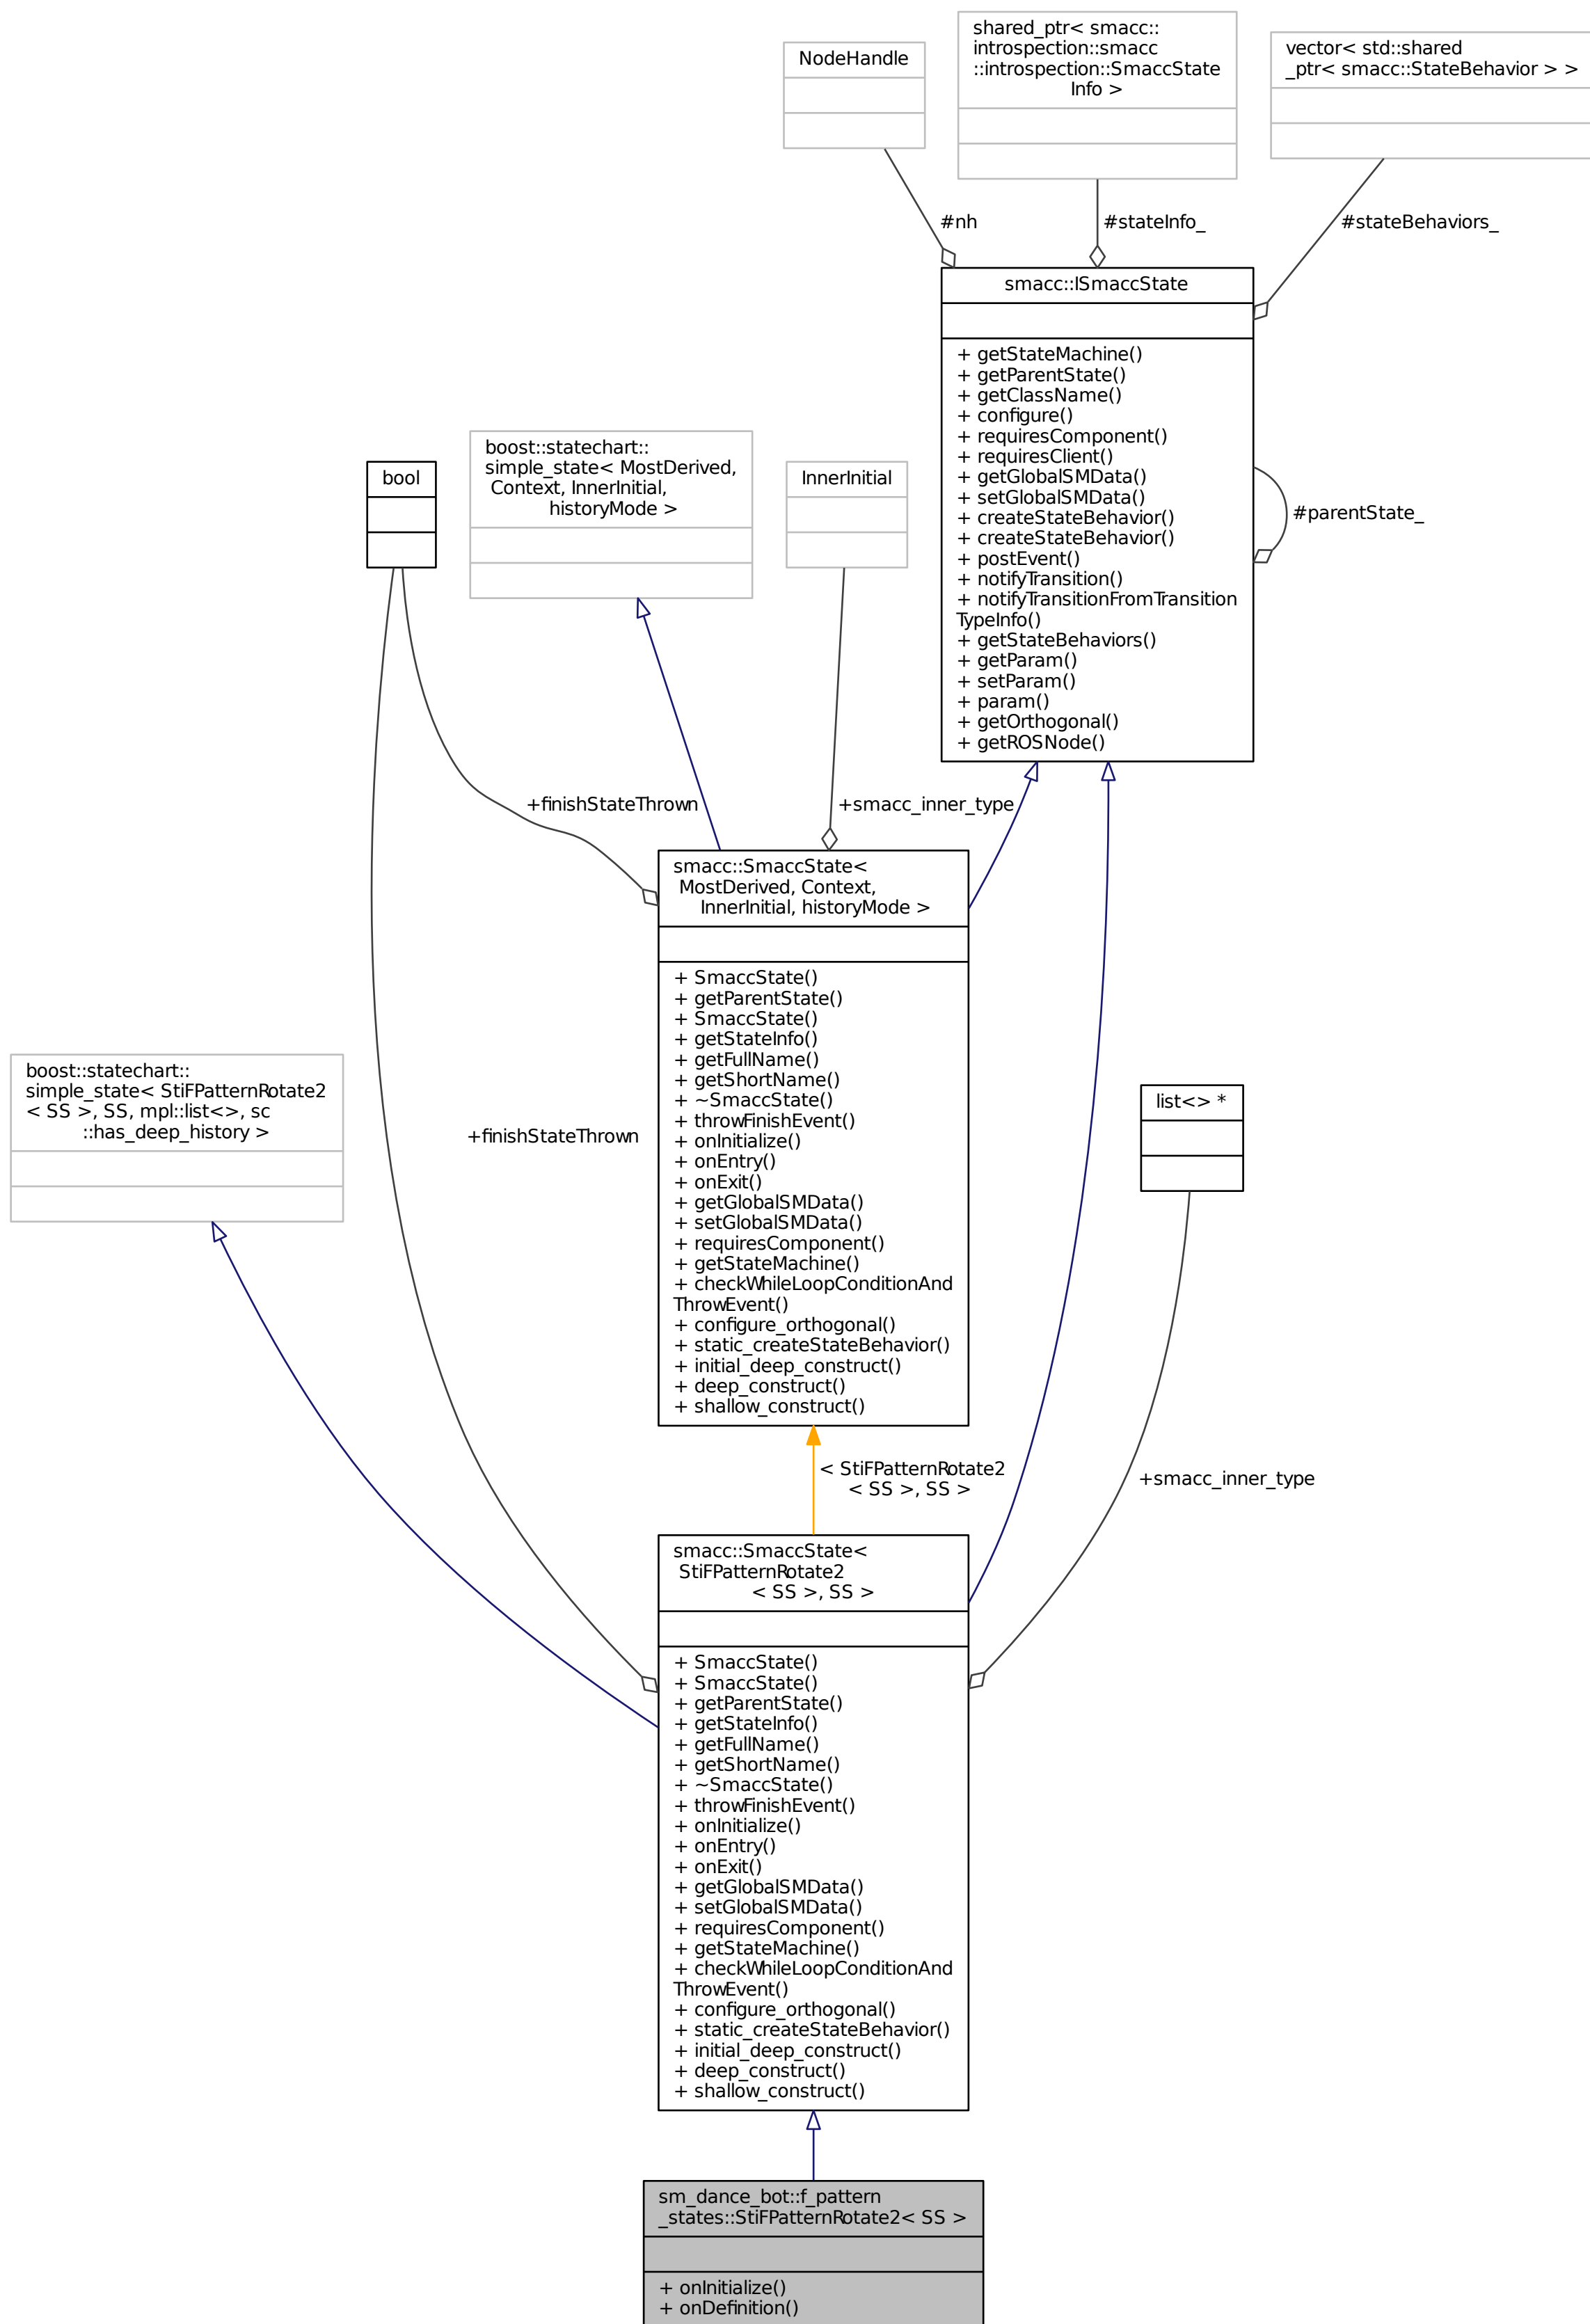 NodeHandle
shared_ptr< smacc::
introspection::smacc
::introspection::SmaccState
Info >
vector< std::shared
_ptr< smacc::StateBehavior > >
#nh
#stateInfo_
#stateBehaviors_
smacc::ISmaccState
+ getStateMachine()
+ getParentState()
+ getClassName()
+ configure()
+ requiresComponent()
+ requiresClient()
+ getGlobalSMData()
+ setGlobalSMData()
+ createStateBehavior()
+ createStateBehavior()
+ postEvent()
+ notifyTransition()
+ notifyTransitionFromTransition
TypeInfo()
+ getStateBehaviors()
+ getParam()
+ setParam()
+ param()
+ getOrthogonal()
+ getROSNode()
#parentState_
bool
boost::statechart::
simple_state< MostDerived,
Context, InnerInitial,
historyMode >
InnerInitial
+finishStateThrown
+smacc_inner_type
smacc::SmaccState<
MostDerived, Context,
InnerInitial, historyMode >
+ SmaccState()
+ getParentState()
+ SmaccState()
+ getStateInfo()
+ getFullName()
+ getShortName()
+ ~SmaccState()
+ throwFinishEvent()
+ onInitialize()
+ onEntry()
+ onExit()
+ getGlobalSMData()
+ setGlobalSMData()
+ requiresComponent()
+ getStateMachine()
+ checkWhileLoopConditionAnd
ThrowEvent()
+ configure_orthogonal()
+ static_createStateBehavior()
+ initial_deep_construct()
+ deep_construct()
+ shallow_construct()
boost::statechart::
simple_state< StiFPatternRotate2
< SS >, SS, mpl::list<>, sc
::has_deep_history >
+finishStateThrown
list<> *
< StiFPatternRotate2
< SS >, SS >
+smacc_inner_type
smacc::SmaccState<
StiFPatternRotate2
< SS >, SS >
+ SmaccState()
+ SmaccState()
+ getParentState()
+ getStateInfo()
+ getFullName()
+ getShortName()
+ ~SmaccState()
+ throwFinishEvent()
+ onInitialize()
+ onEntry()
+ onExit()
+ getGlobalSMData()
+ setGlobalSMData()
+ requiresComponent()
+ getStateMachine()
+ checkWhileLoopConditionAnd
ThrowEvent()
+ configure_orthogonal()
+ static_createStateBehavior()
+ initial_deep_construct()
+ deep_construct()
+ shallow_construct()
sm_dance_bot::f_pattern
_states::StiFPatternRotate2< SS >
+ onInitialize()
+ onDefinition()